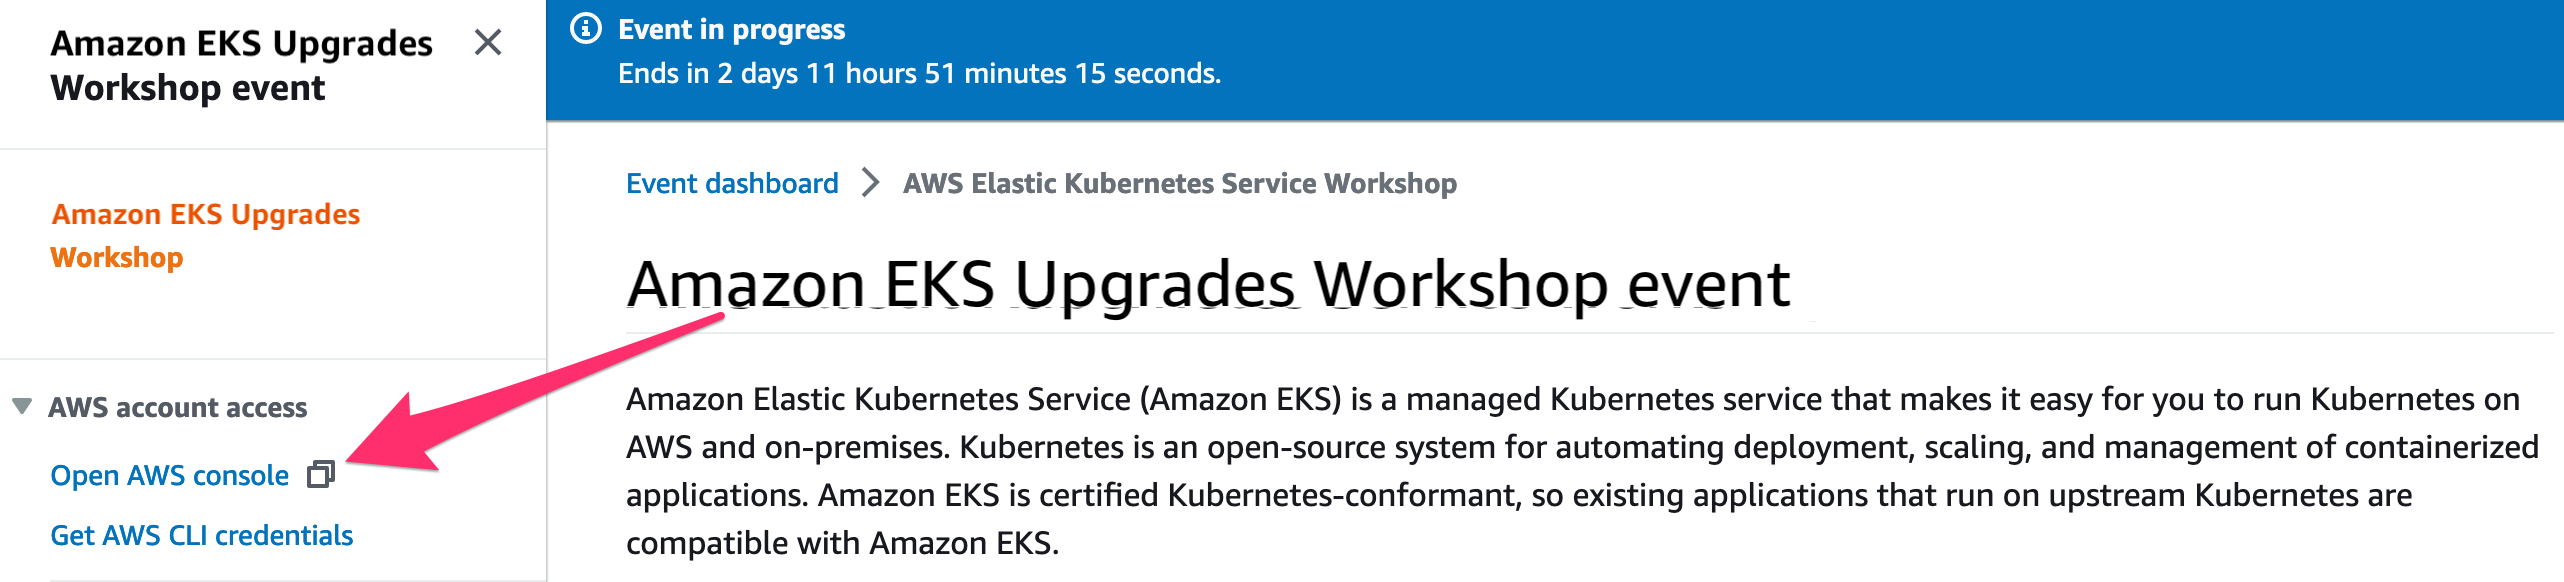 Amazon EKS Upgrades
Workshop event
Amazon EKS Upgrades
Workshop
AWS account access
Open AWS console
Get AWS CLI credentials
Event in progress
Ends in 2 days 11 hours 51 minutes 15 seconds.
Event dashboard > AWS Elastic Kubernetes Service Workshop
Amazon EKS Upgrades Workshop event
Amazon Elastic Kubernetes Service (Amazon EKS) is a managed Kubernetes service that makes it easy for you to run Kubernetes on
AWS and on-premises. Kubernetes is an open-source system for automating deployment, scaling, and management of containerized
applications. Amazon EKS is certified Kubernetes-conformant, so existing applications that run on upstream Kubernetes are
compatible with Amazon EKS.